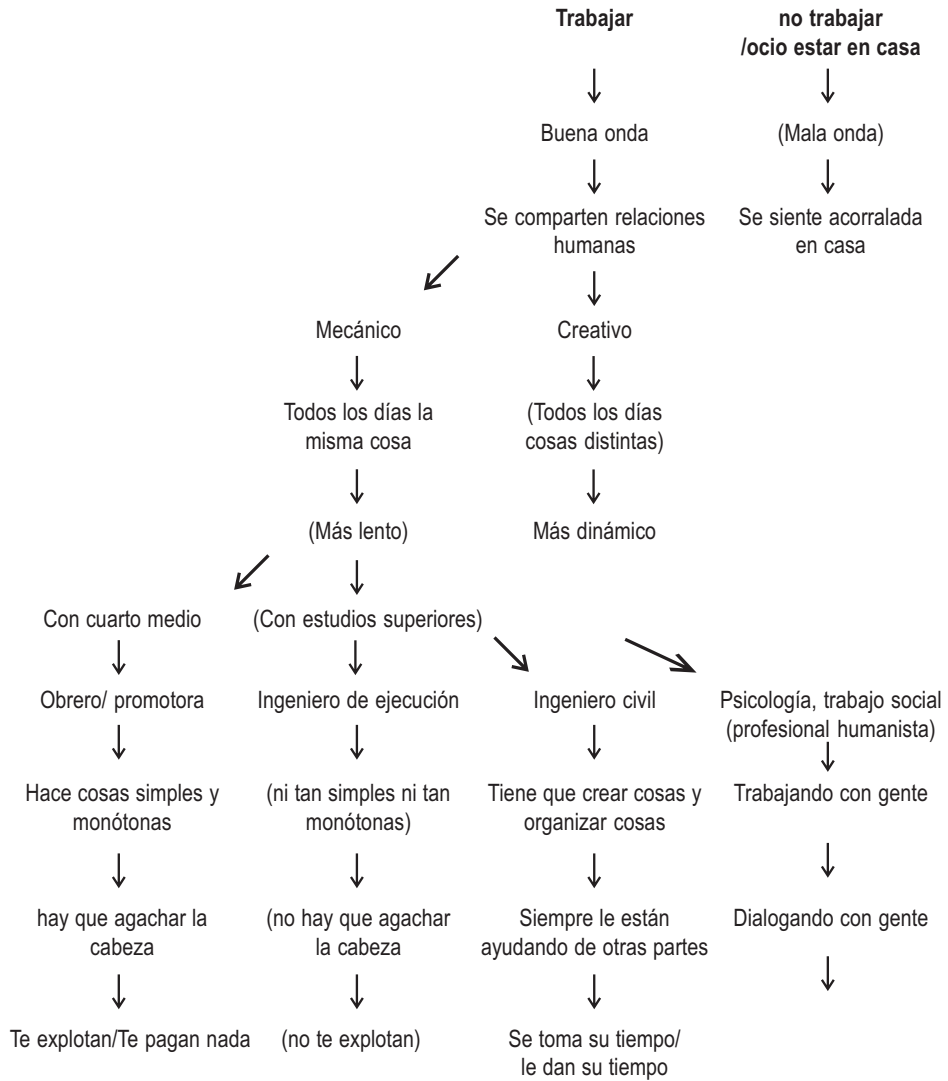 Trabajar
no trabajar
/ocio estar en casa
Buena onda
(Mala onda)
Se comparten relaciones
humanas
Se siente acorralada
en casa
Mecánico
Creativo
Todos los días la
misma cosa
(Todos los días
cosas distintas)
(Más lento)
Más dinámico
Con cuarto medio
(Con estudios superiores)
Obrero/ promotora
Ingeniero de ejecución
Ingeniero civil
Psicología, trabajo social
(profesional humanista)
Hace cosas simples y
monótonas
(ni tan simples ni tan
monótonas)
Tiene que crear cosas y
organizar cosas
Trabajando con gente
hay que agachar la
cabeza
(no hay que agachar
la cabeza
Siempre le están
ayudando de otras partes
Dialogando con gente
Te explotan/Te pagan nada
(no te explotan)
Se toma su tiempo/
le dan su tiempo